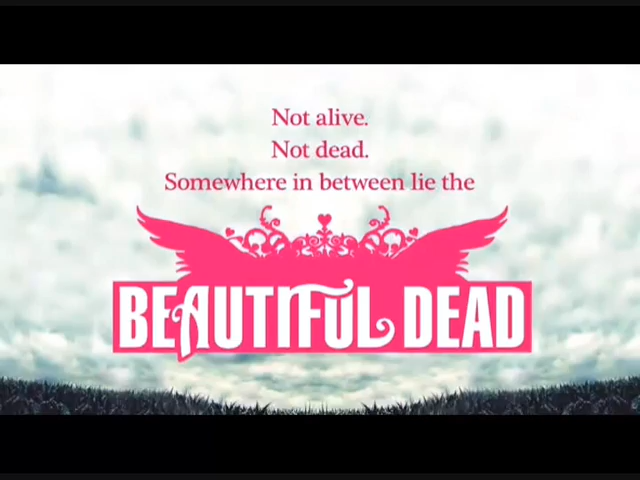 Not alive.
Not dead.
Somewhere in between lie the
BEAUTIFUL DEAD